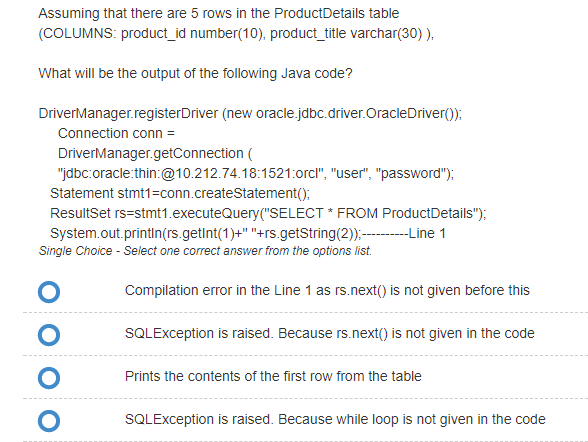 Assuming that there are 5 rows in the ProductDetails table
(COLUMNS: product_id number(10), product_title varchar(30) ),
What will be the output of the following Java code?
DriverManager.registerDriver (new oracle.jdbc.driver.OracleDriver());
Connection conn =
DriverManager.getConnection (
"jdbc:oracle:thin:@10.212.74.18:1521:orcl", "user", "password");
Statement stmt1=conn.createStatement();
ResultSet rs=stmt1.executeQuery("SELECT * FROM ProductDetails");
System.out.println(rs.getInt(1)+" "+rs.getString(2));----------Line 1
Single Choice - Select one correct answer from the options list.
Compilation error in the Line 1 as rs.next() is not given before this
SQLException is raised. Because rs.next() is not given in the code
Prints the contents of the first row from the table
SQLException is raised. Because while loop is not given in the code